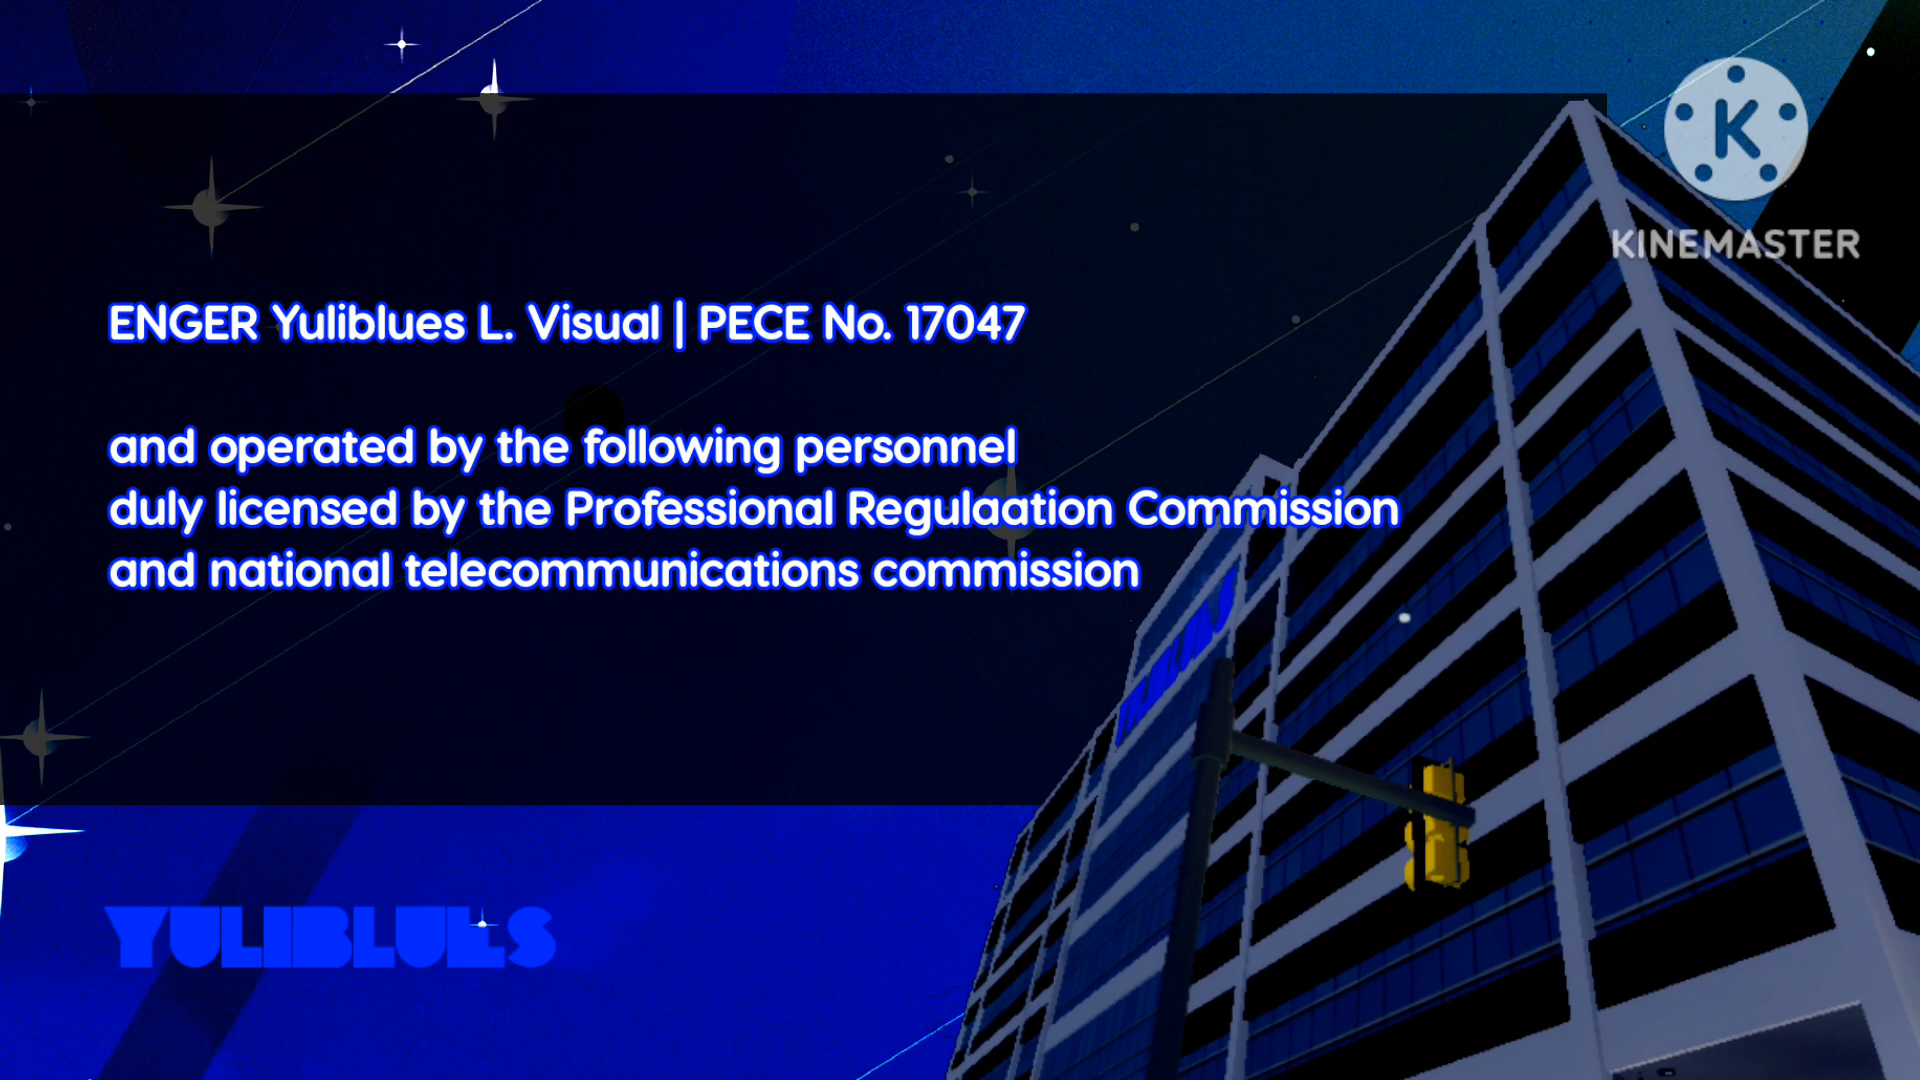 K
KINEMASTER
ENGER Yuliblues L. Visual | PECE No. 17047
and operated by the following personnel
duly licensed by the Professional Regulaation Commission
and national telecommunications commission
YULIBLUES